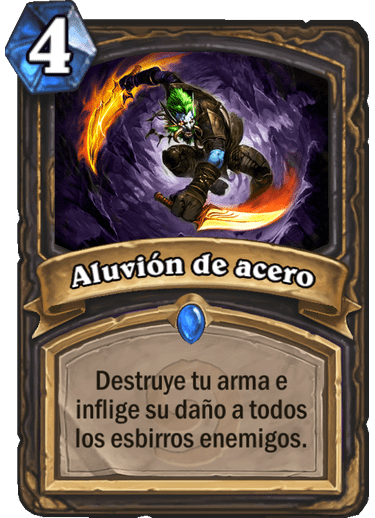 4
Aluvión de acero
Destruye tu arma e
inflige su daño a todos
los esbirros enemigos.